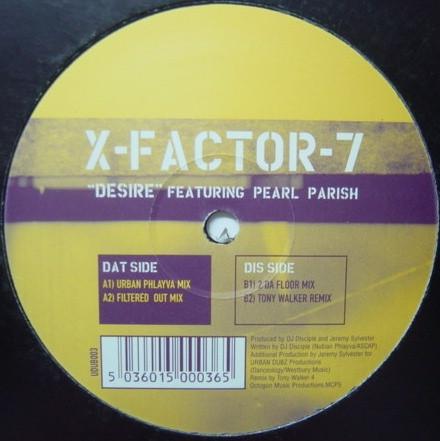 X-FACTOR-7
"DESIRE" FEATURING PEARL PARISH
DAT SIDE
A1) URBAN PHLAYVA MIX
A2) FILTERED OUT MIX
DIS SIDE
B1) 2 DA FLOOR MIX
B2) TONY WALKER REMIX
UDUB003
5 036015 000365
Produced by DJ Disciple and Jeremy Sylvester
Written by DJ Disciple (Nubian Phlayva/ASCAP)
Additional Production by Jeremy Sylvester for
URBAN DUBZ Productions
(Danceology/Westbury Music)
Remix by Tony Walker 4
Octogon Music Productions.MCPS